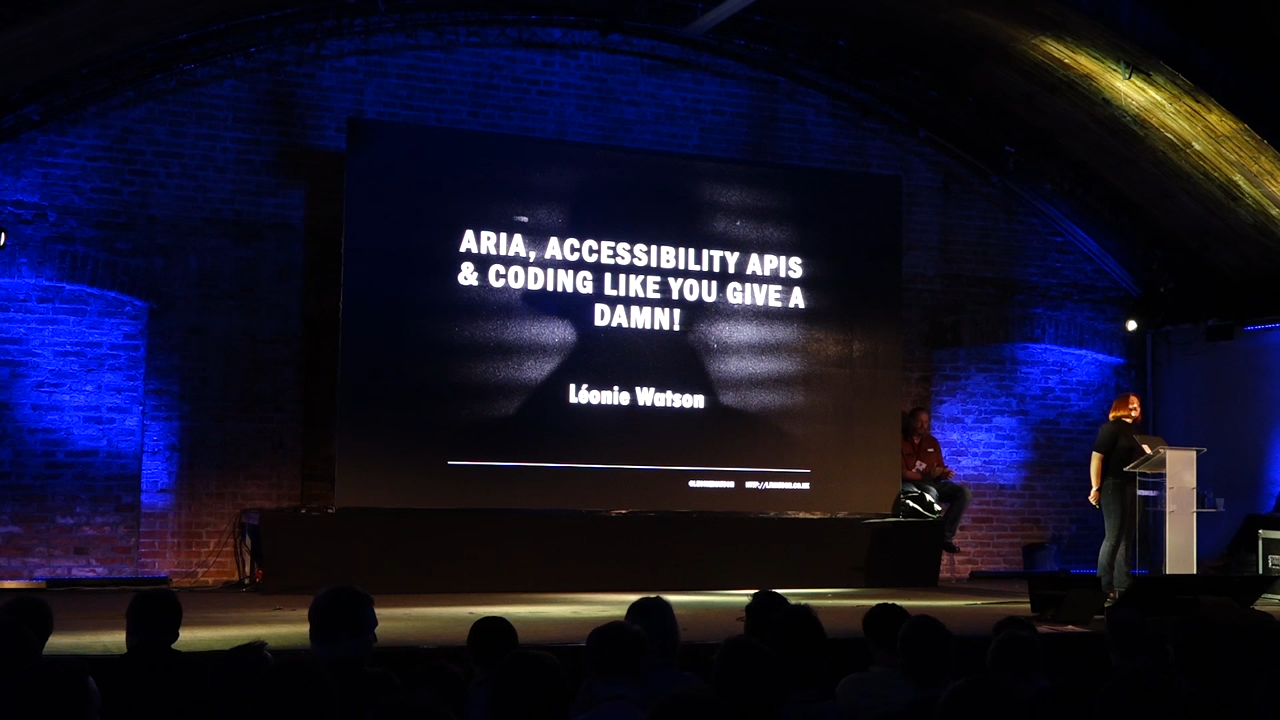 ARIA, ACCESSIBILITY APIS
& CODING LIKE YOU GIVE A
DAMN!
Léonie Watson